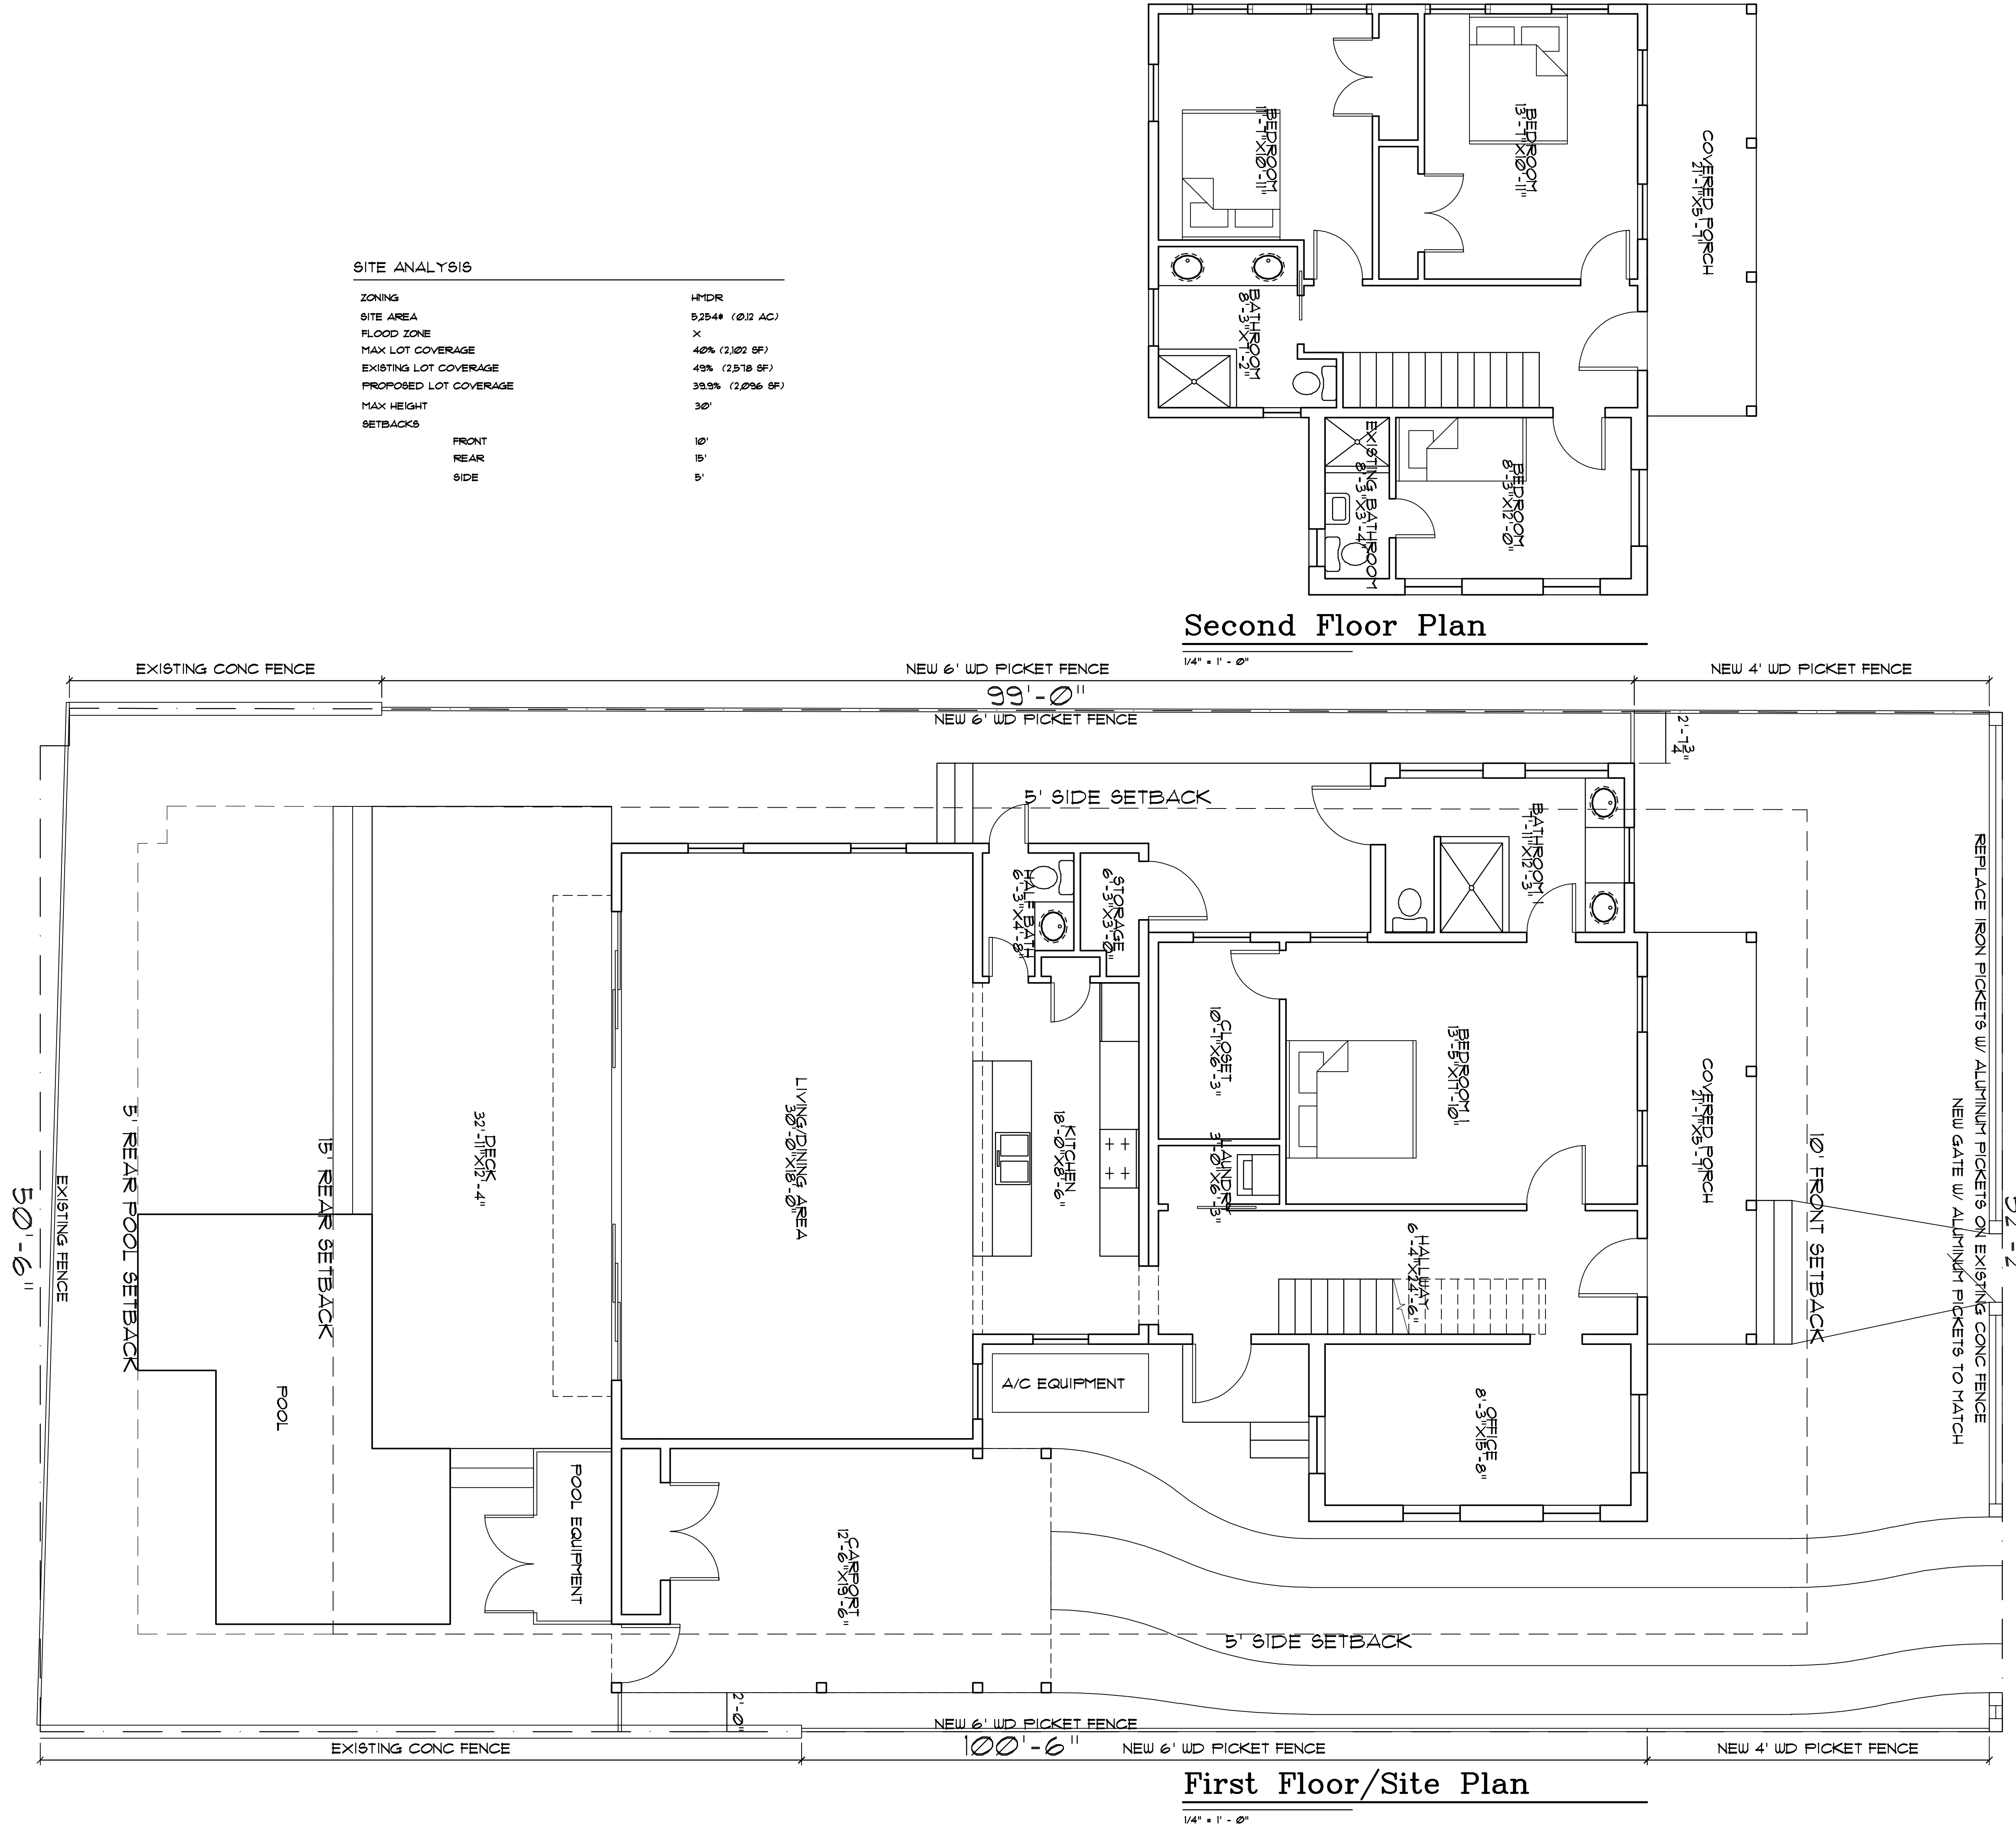 BEDROOM
11'-7"X10'-11"
BEDROOM
13'-7"X10'-11"
COVERED PORCH
21'-1"X5'-7"
BATHROOM
8'-3"X7'-2"
EXISTING BATHROOM
8'-3"X3'-4"
BEDROOM
8'-3"X12'-0"
Second Floor Plan
1/4" = 1' - 0"
SITE ANALYSIS
ZONING HMDR
SITE AREA 5,254# (0.12 AC)
FLOOD ZONE X
MAX LOT COVERAGE 40% (2,102 SF)
EXISTING LOT COVERAGE 49% (2,578 SF)
PROPOSED LOT COVERAGE 39.9% (2,096 SF)
MAX HEIGHT 30'
SETBACKS
FRONT 10'
REAR 15'
SIDE 5'
EXISTING CONC FENCE
NEW 6' WD PICKET FENCE
NEW 4' WD PICKET FENCE
99'-0"
NEW 6' WD PICKET FENCE
2'-7 3/4"
5' SIDE SETBACK
50'-6"
EXISTING FENCE
5' REAR POOL SETBACK
15' REAR SETBACK
POOL
DECK
32'-11"X12'-4"
POOL EQUIPMENT
LIVING/DINING AREA
30'-0"X18'-0"
HALF BATH
6'-3"X4'-8"
STORAGE
6'-3"X3'-0"
KITCHEN
18'-0"X8'-6"
CLOSET
10'-1"X6'-3"
LAUNDRY
3'-0"X6'-3"
BATHROOM 1
7'-11"X12'-3"
BEDROOM 1
13'-5"X17'-10"
HALLWAY
6'-4"X24'-6"
OFFICE
8'-3"X15'-8"
A/C EQUIPMENT
CARPORT
12'-6"X19'-6"
COVERED PORCH
21'-1"X5'-7"
10' FRONT SETBACK
REPLACE IRON PICKETS W/ ALUMINUM PICKETS ON EXISTING CONC FENCE
NEW GATE W/ ALUMINUM PICKETS TO MATCH
5' SIDE SETBACK
2'-0"
NEW 6' WD PICKET FENCE
100'-6"
EXISTING CONC FENCE
NEW 6' WD PICKET FENCE
NEW 4' WD PICKET FENCE
First Floor/Site Plan
1/4" = 1' - 0"